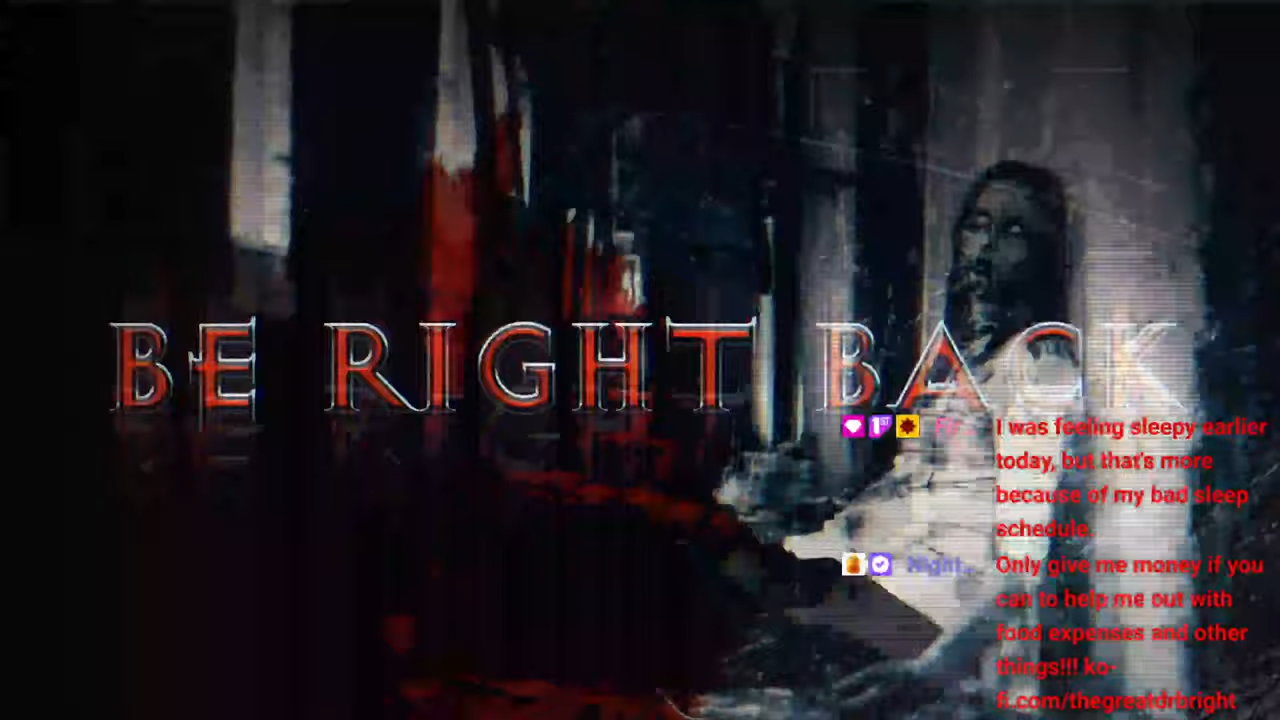 BE RIGHT BACK
I was feeling sleepy earlier
today, but that's more
because of my bad sleep
schedule.
Night... Only give me money if you
can to help me out with
food expenses and other
things!!! ko-
fi.com/thegreatdrbright